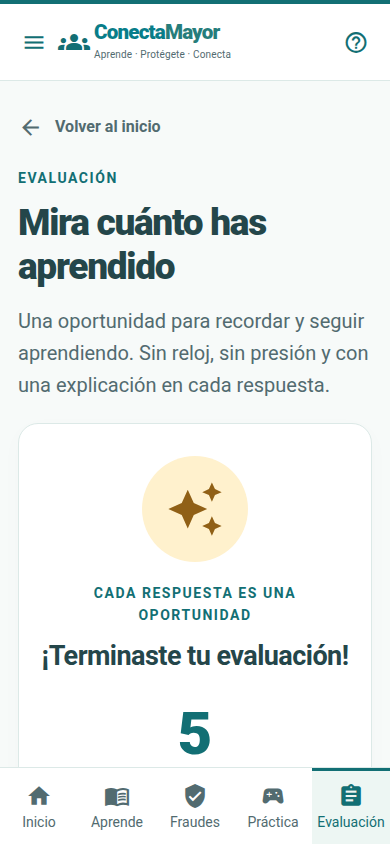 ConectaMayor
Aprende · Protégete · Conecta
Volver al inicio
EVALUACIÓN
Mira cuánto has
aprendido
Una oportunidad para recordar y seguir
aprendiendo. Sin reloj, sin presión y con
una explicación en cada respuesta.
CADA RESPUESTA ES UNA
OPORTUNIDAD
¡Terminaste tu evaluación!
5
Inicio
Aprende
Fraudes
Práctica
Evaluación